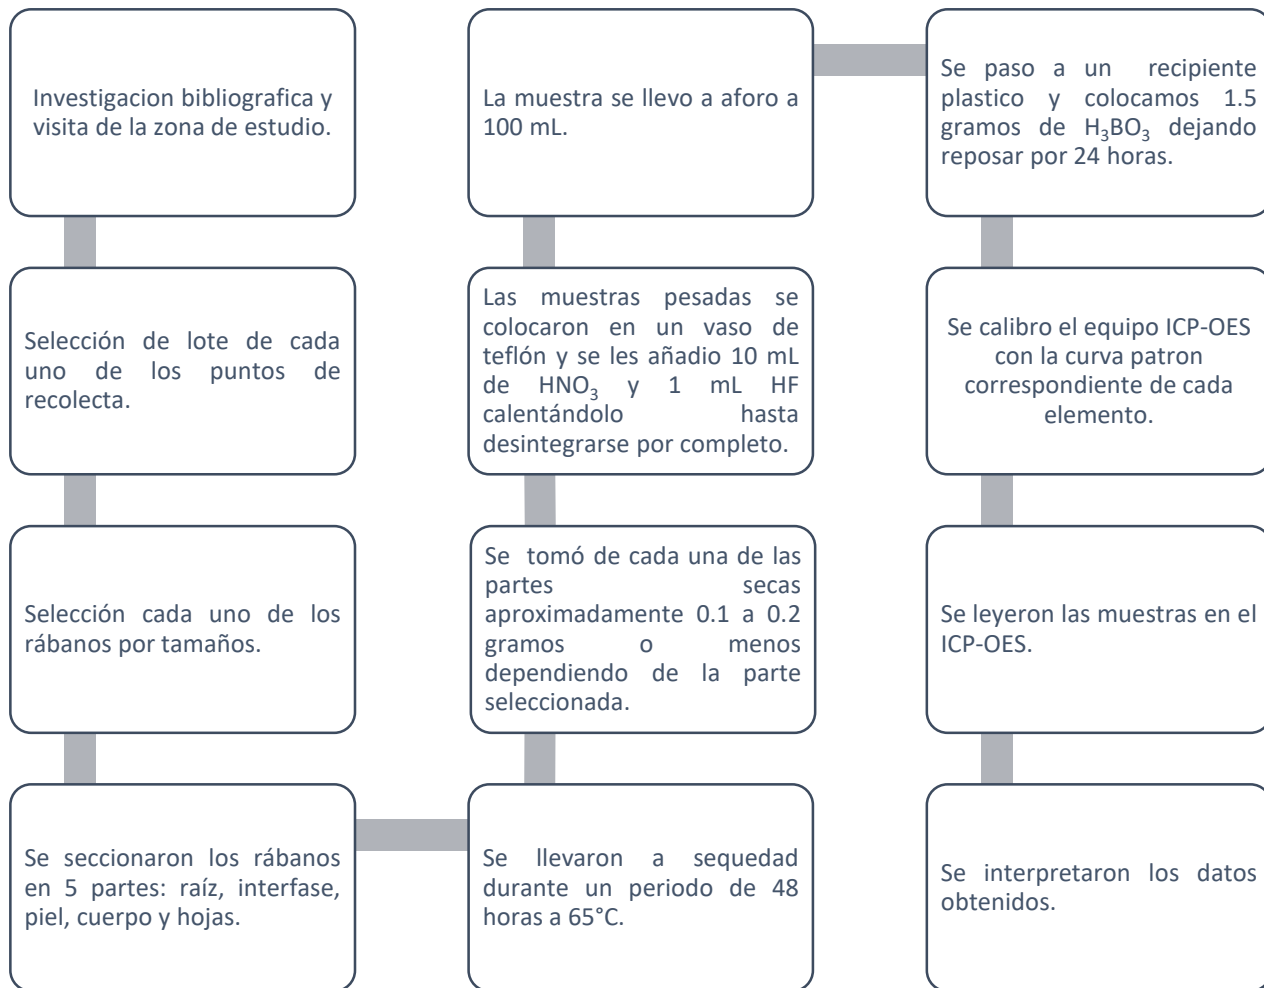 Investigacion bibliografica y
visita de la zona de estudio.
Selección de lote de cada
uno de los puntos de
recolecta.
Selección cada uno de los
rábanos por tamaños.
Se seccionaron los rábanos
en 5 partes: raíz, interfase,
piel, cuerpo y hojas.
Se llevaron a sequedad
durante un periodo de 48
horas a 65°C.
Se tomó de cada una de las
partes secas
aproximadamente 0.1 a 0.2
gramos o menos
dependiendo de la parte
seleccionada.
Las muestras pesadas se
colocaron en un vaso de
teflón y se les añadio 10 mL
de HNO₃ y 1 mL HF
calentándolo hasta
desintegrarse por completo.
La muestra se llevo a aforo a
100 mL.
Se paso a un recipiente
plastico y colocamos 1.5
gramos de H₃BO₃ dejando
reposar por 24 horas.
Se calibro el equipo ICP-OES
con la curva patron
correspondiente de cada
elemento.
Se leyeron las muestras en el
ICP-OES.
Se interpretaron los datos
obtenidos.